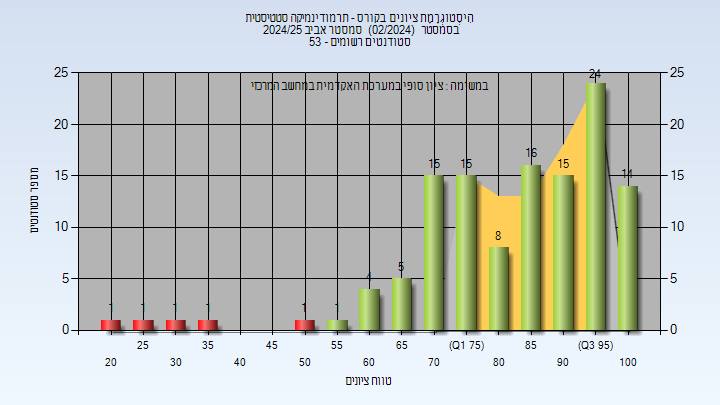 היסטוגרמת ציונים בקורס - תרמודינמיקה סטטיסטית
בסמסטר (02/2024) סמסטר אביב 2024/25
סטודנטים רשומים - 53
במשימה : ציון סופי במערכת האקדמית במחשב המרכזי
מספר סטודנטים
25 20 15 10 5 0
25 20 15 10 5 0
1 1 1 1 1 1 4 5 15 15 8 16 15 24 14
25 35 45 55 65 (Q1 75) 85 (Q3 95)
20 30 40 50 60 70 80 90 100
טווח ציונים